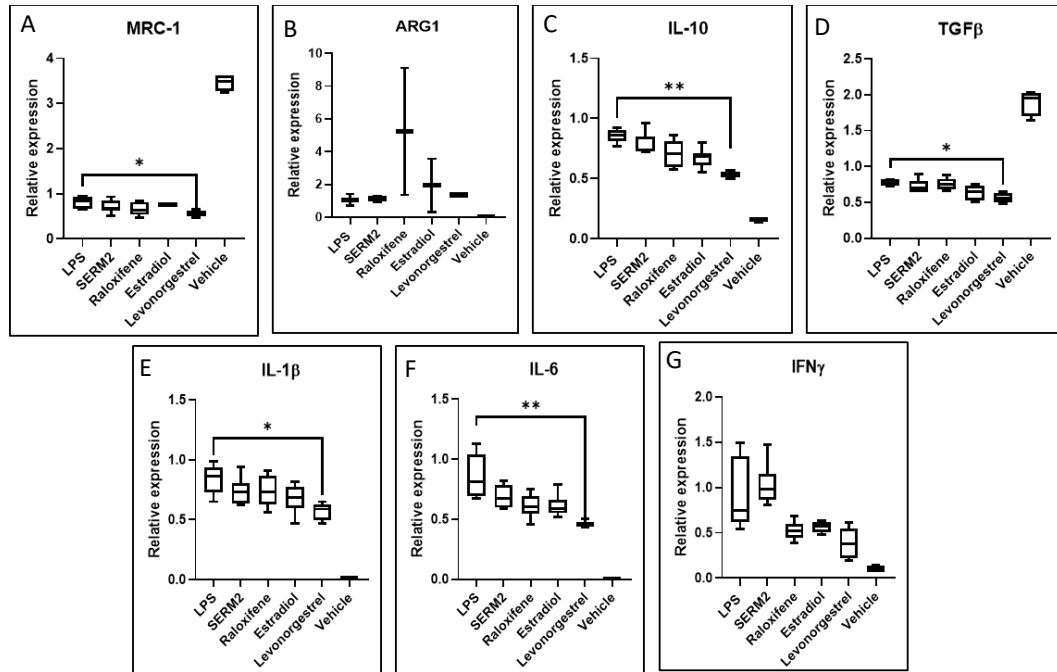 A
MRC-1
Relative expression
4
3
2
1
0
*
LPS
SERM2
Raloxifene
Estradiol
Levonorgestrel
Vehicle
B
ARG1
Relative expression
10
8
6
4
2
0
LPS
SERM2
Raloxifene
Estradiol
Levonorgestrel
Vehicle
C
IL-10
Relative expression
1.5
1.0
0.5
0.0
**
LPS
SERM2
Raloxifene
Estradiol
Levonorgestrel
Vehicle
D
TGFβ
Relative expression
2.5
2.0
1.5
1.0
0.5
0.0
*
LPS
SERM2
Raloxifene
Estradiol
Levonorgestrel
Vehicle
E
IL-1β
Relative expression
1.5
1.0
0.5
0.0
*
LPS
SERM2
Raloxifene
Estradiol
Levonorgestrel
Vehicle
F
IL-6
Relative expression
1.5
1.0
0.5
0.0
**
LPS
SERM2
Raloxifene
Estradiol
Levonorgestrel
Vehicle
G
IFNγ
Relative expression
2.0
1.5
1.0
0.5
0.0
LPS
SERM2
Raloxifene
Estradiol
Levonorgestrel
Vehicle